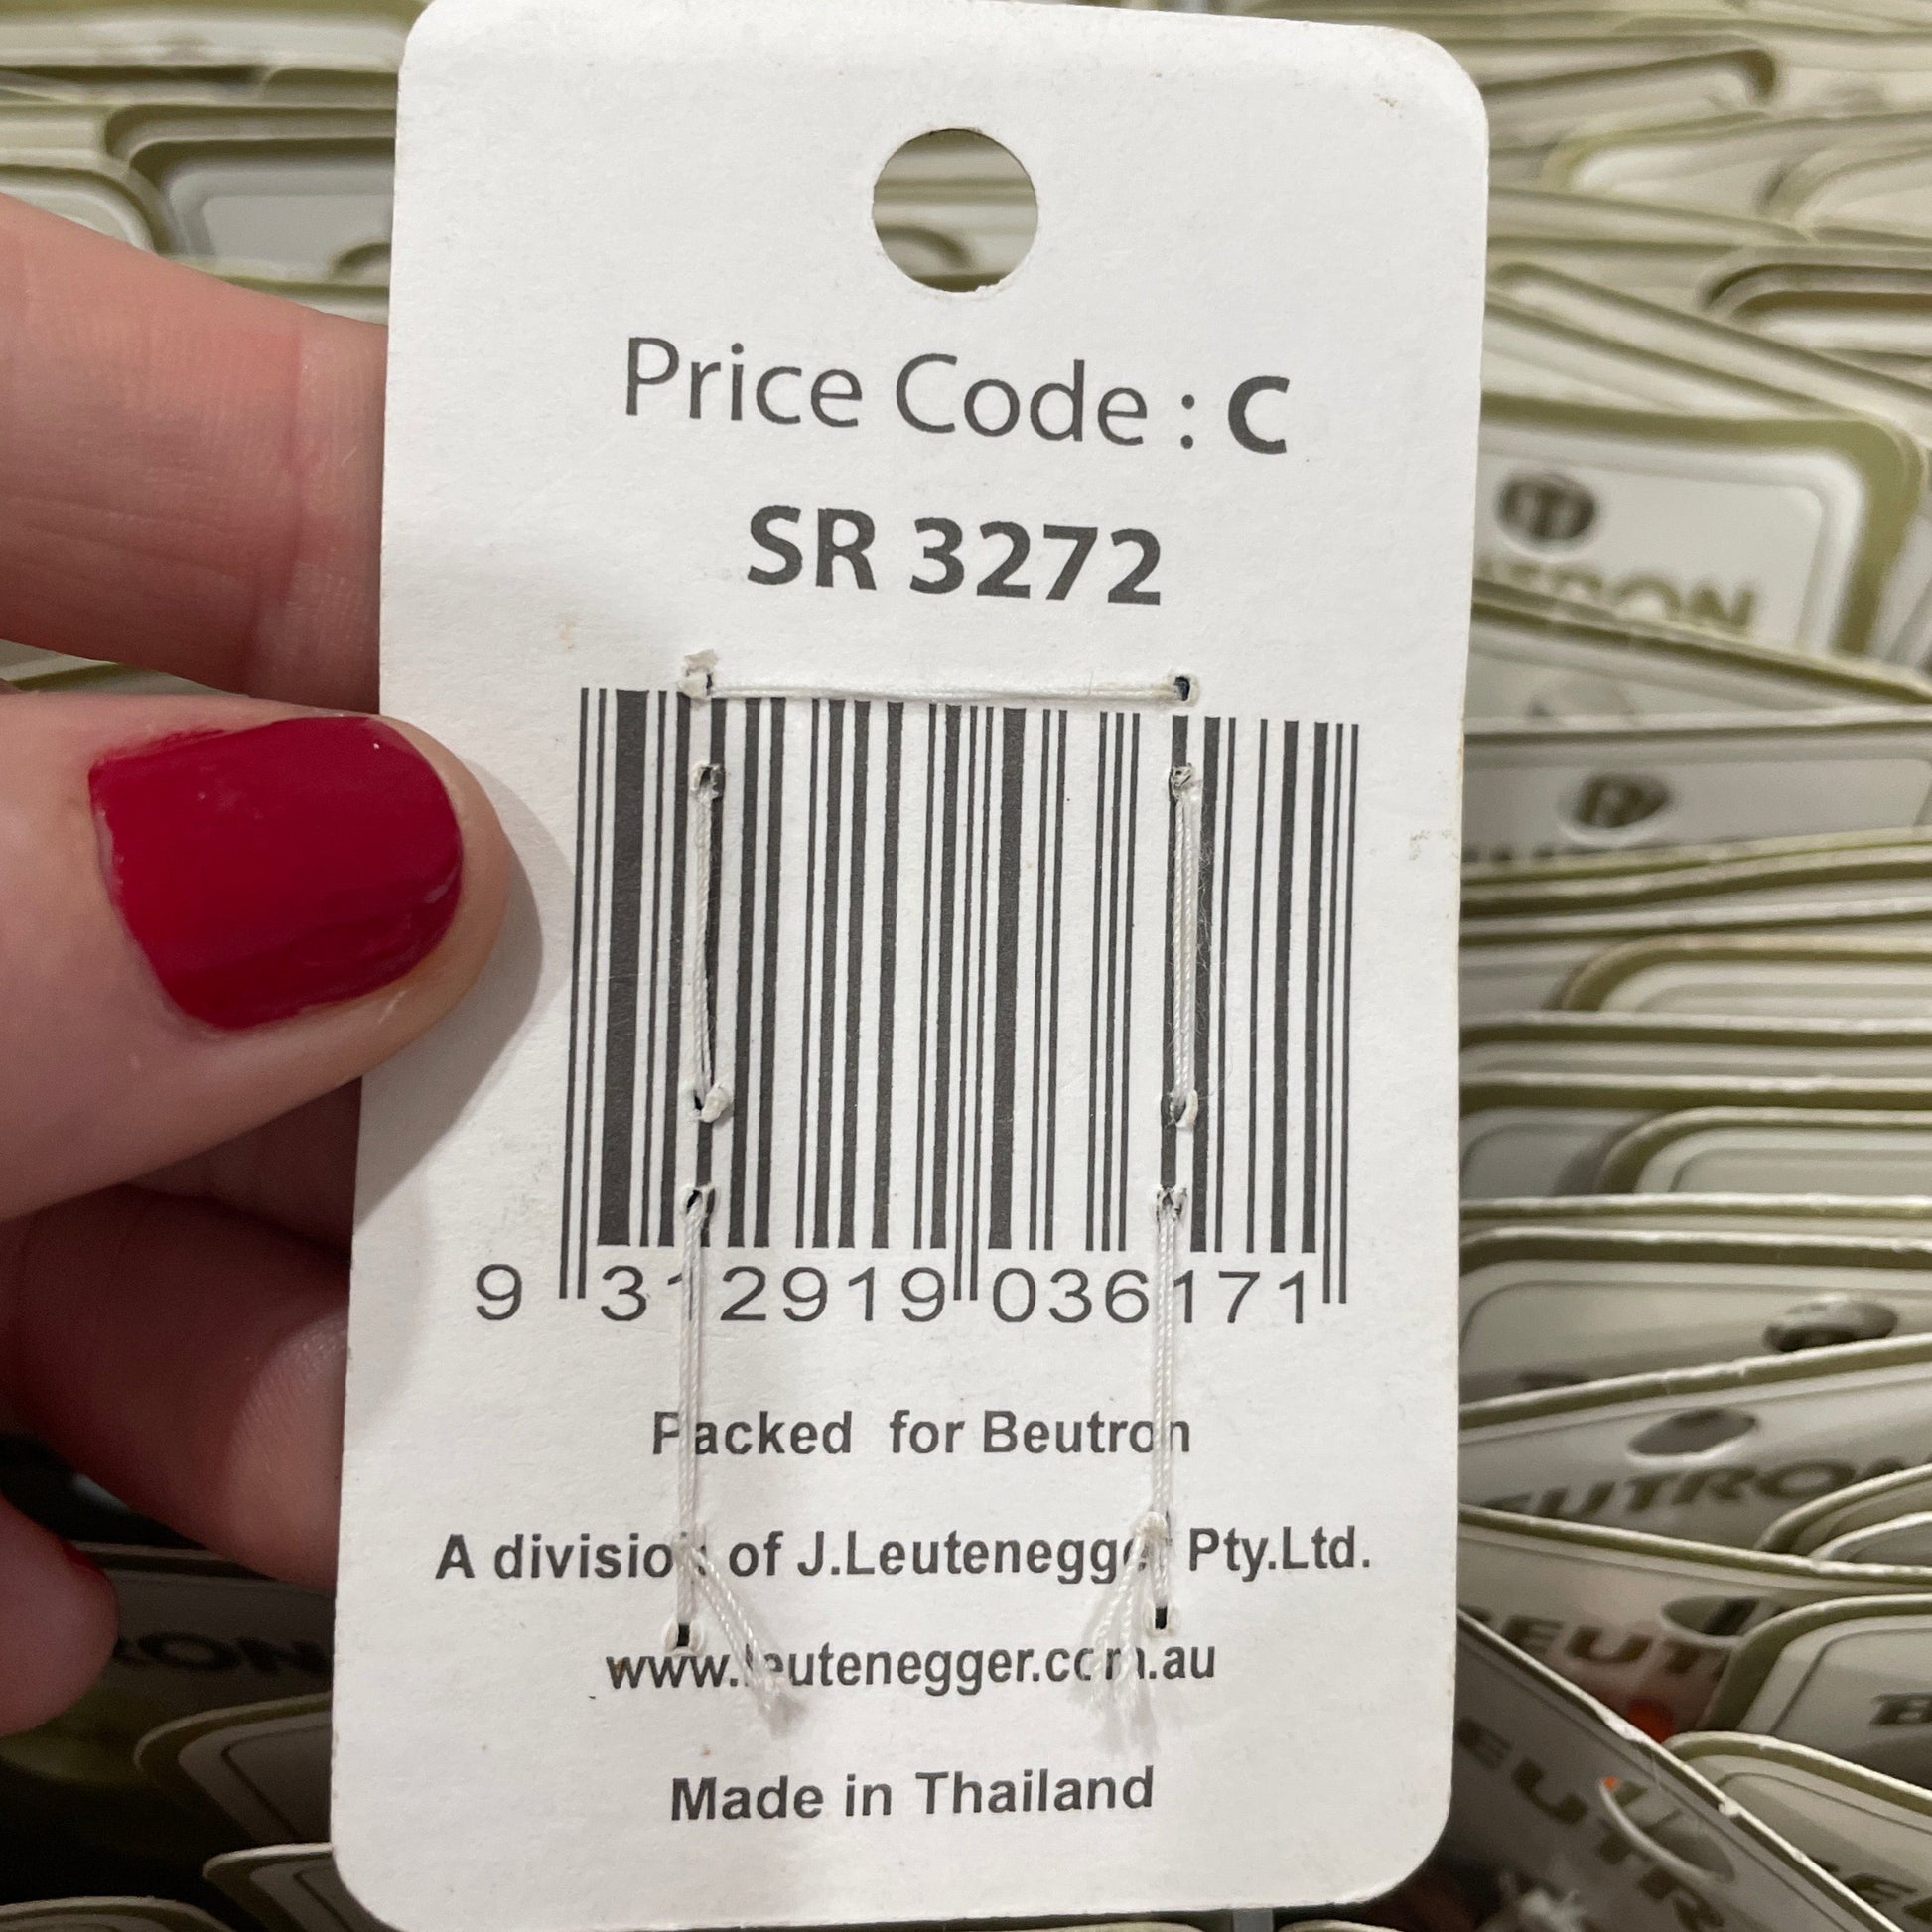 Price Code : C
SR 3272
9 312919 036171
Packed for Beutron
A division of J.Leutenegger Pty.Ltd.
www.leutenegger.com.au
Made in Thailand
BEUTRON